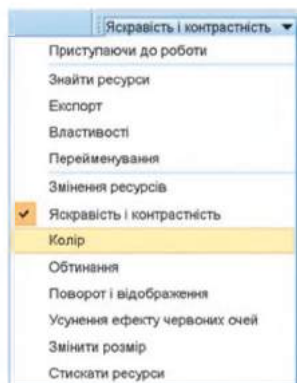 Яскравість і контрастність
Приступаючи до роботи
Знайти ресурси
Експорт
Властивості
Перейменування
Змінення ресурсів
Яскравість і контрастність
Колір
Обтинання
Поворот і відображення
Усунення ефекту червоних очей
Змінити розмір
Стискати ресурси